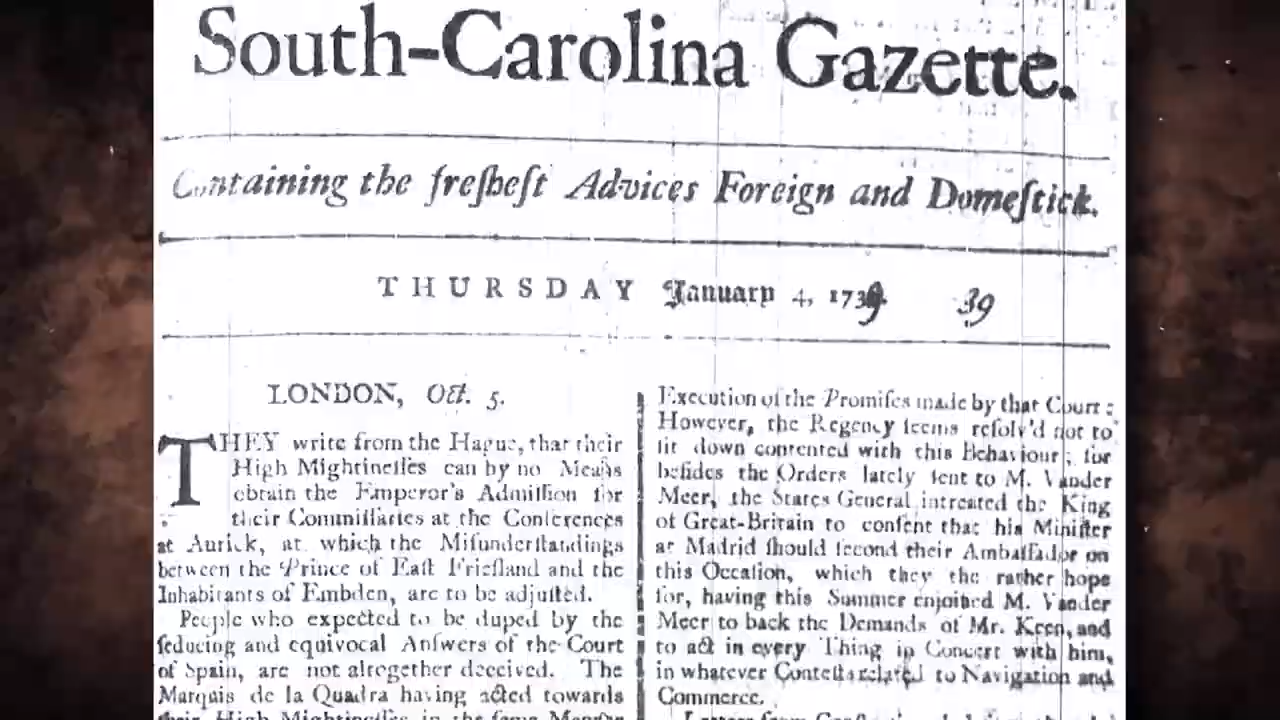 South-Carolina Gazette.
Containing the freſheſt Advices Foreign and Domeſtick.
THURSDAY January 4, 1739. 39
LONDON, Oct. 5.
THEY write from the Hague, that their
High Mightineſſes can by no Means
obtain the Emperor's Admiſſion for
their Commiſſaries at the Conferences
at Aurick, at which the Miſunderſtandings
between the Prince of Eaſt Frieſland and the
Inhabitants of Embden, are to be adjuſted.
People who expected to be duped by the
ſeducing and equivocal Anſwers of the Court
of Spain, are not altogether deceived. The
Marquis de la Quadra having acted towards
their High Mightineſſes in the ſame Manner
Execution of the Promiſes made by that Court:
However, the Regency ſeems reſolv'd not to
ſit down contented with this Behaviour; for
beſides the Orders lately ſent to M. Vander
Meer, the States General intreated the King
of Great-Britain to conſent that his Miniſter
at Madrid ſhould ſecond their Ambaſſador on
this Occaſion, which they the rather hope
for, having this Summer enjoined M. Vander
Meer to back the Demands of Mr. Keen, and
to act in every Thing in Concert with him,
in whatever Conteſts related to Navigation and
Commerce.
Letters from